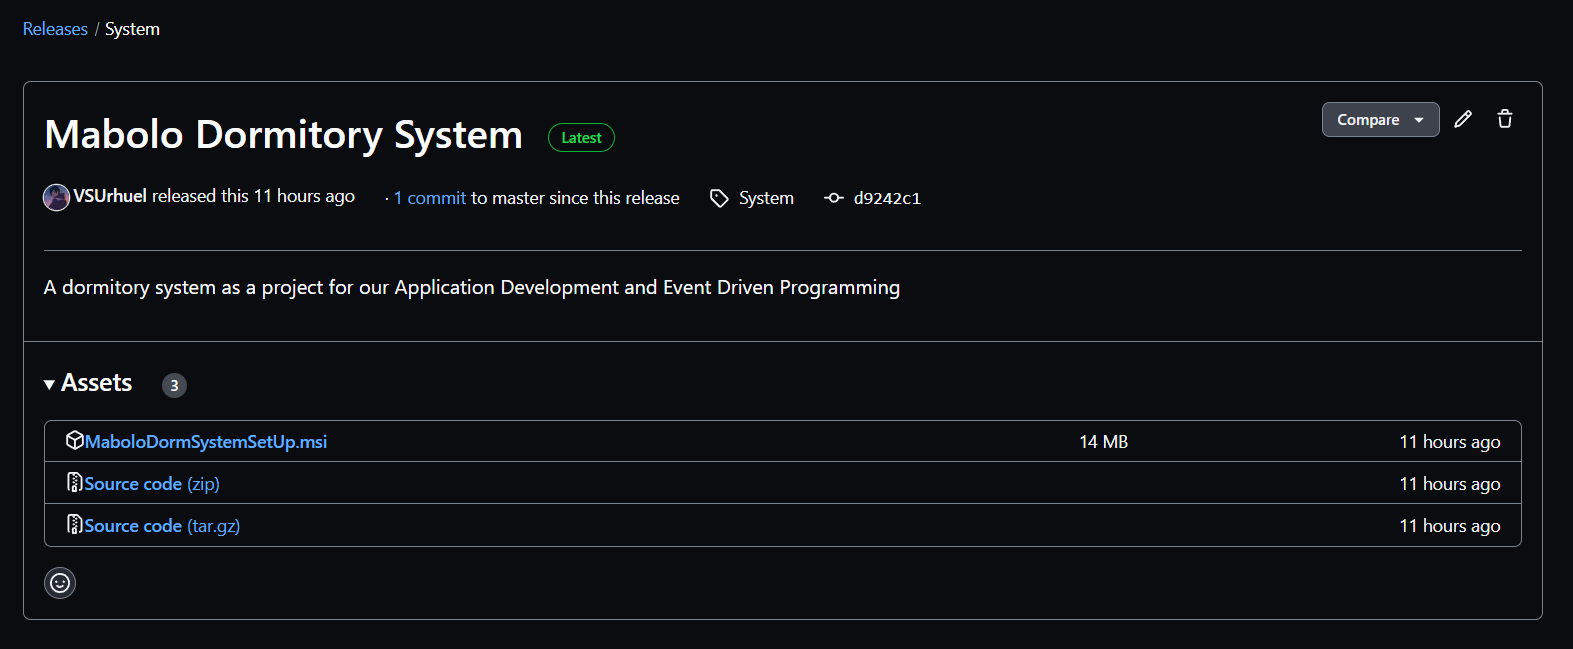 Releases / System
Mabolo Dormitory System Latest
Compare
VSUrhuel released this 11 hours ago · 1 commit to master since this release System d9242c1
A dormitory system as a project for our Application Development and Event Driven Programming
Assets 3
MaboloDormSystemSetUp.msi 14 MB 11 hours ago
Source code (zip) 11 hours ago
Source code (tar.gz) 11 hours ago